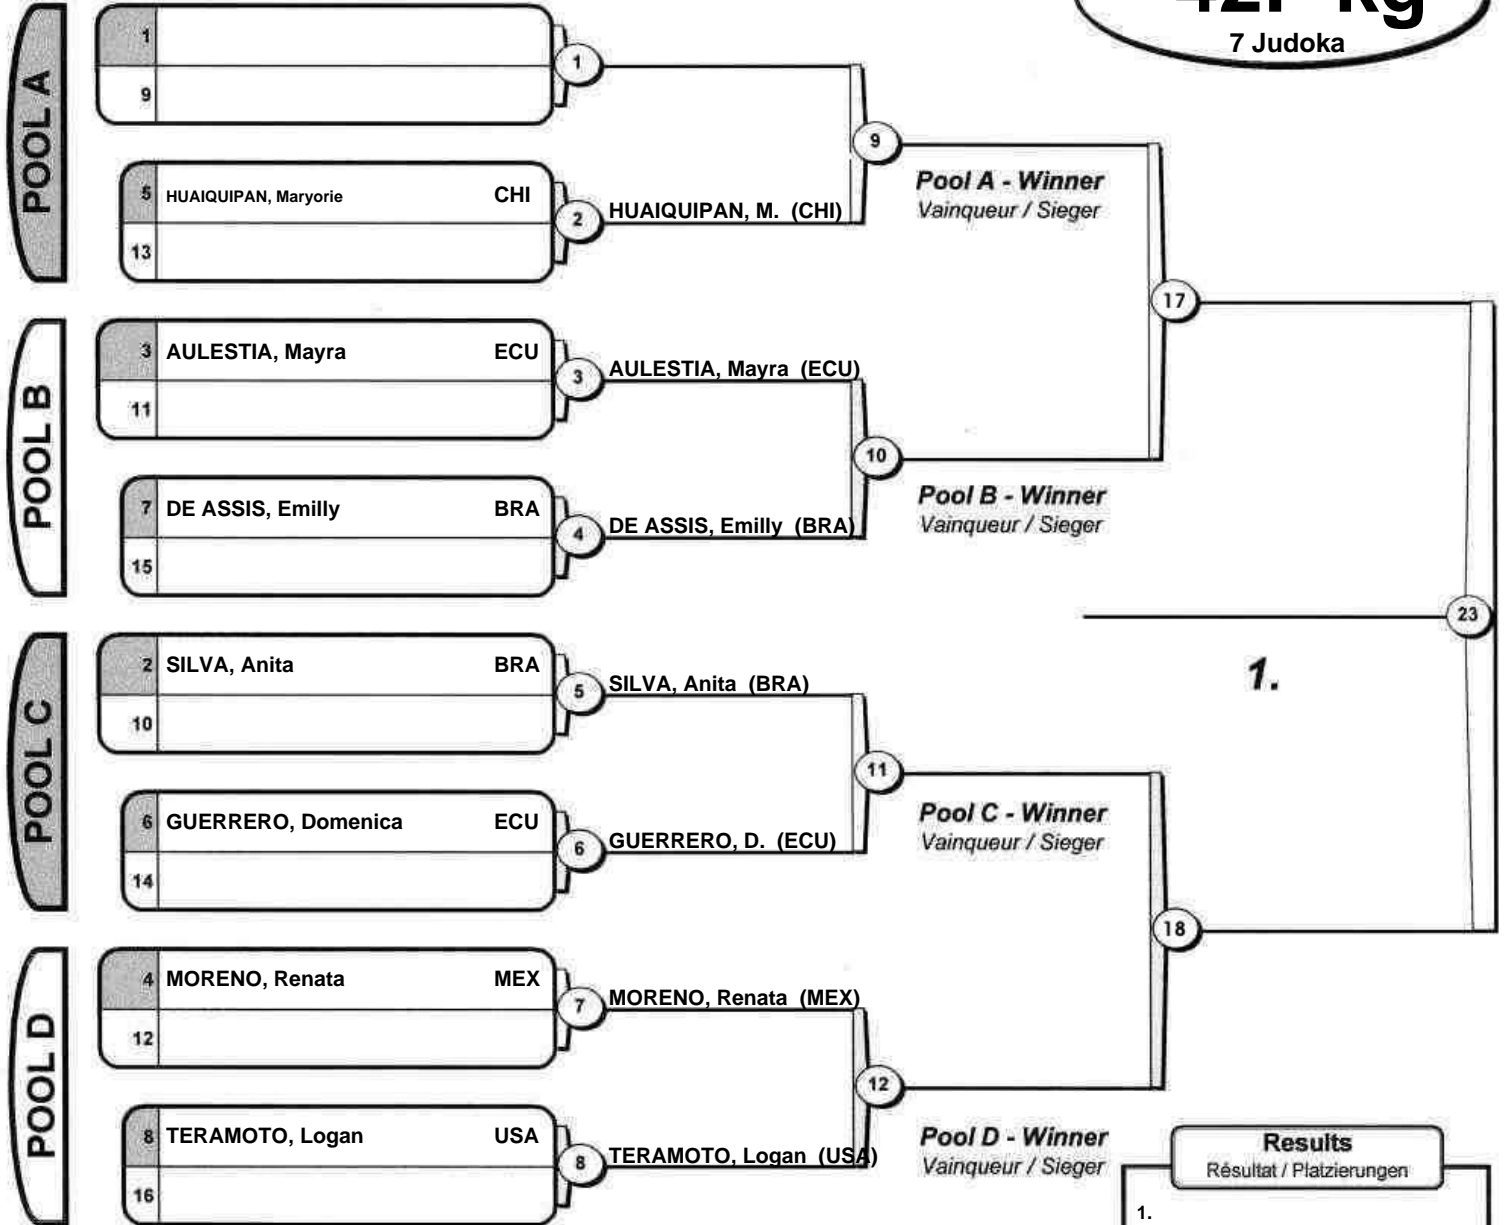 kg
7 Judoka
POOL A
1
9
1
5 HUAIQUIPAN, Maryorie CHI
13
2
HUAIQUIPAN, M. (CHI)
9
Pool A - Winner
Vainqueur / Sieger
17
POOL B
3 AULESTIA, Mayra ECU
11
3
AULESTIA, Mayra (ECU)
7 DE ASSIS, Emilly BRA
15
4
DE ASSIS, Emilly (BRA)
10
Pool B - Winner
Vainqueur / Sieger
23
1.
POOL C
2 SILVA, Anita BRA
10
5
SILVA, Anita (BRA)
6 GUERRERO, Domenica ECU
14
6
GUERRERO, D. (ECU)
11
Pool C - Winner
Vainqueur / Sieger
18
POOL D
4 MORENO, Renata MEX
12
7
MORENO, Renata (MEX)
8 TERAMOTO, Logan USA
16
8
TERAMOTO, Logan (USA)
12
Pool D - Winner
Vainqueur / Sieger
Results
Résultat / Platzierungen
1.